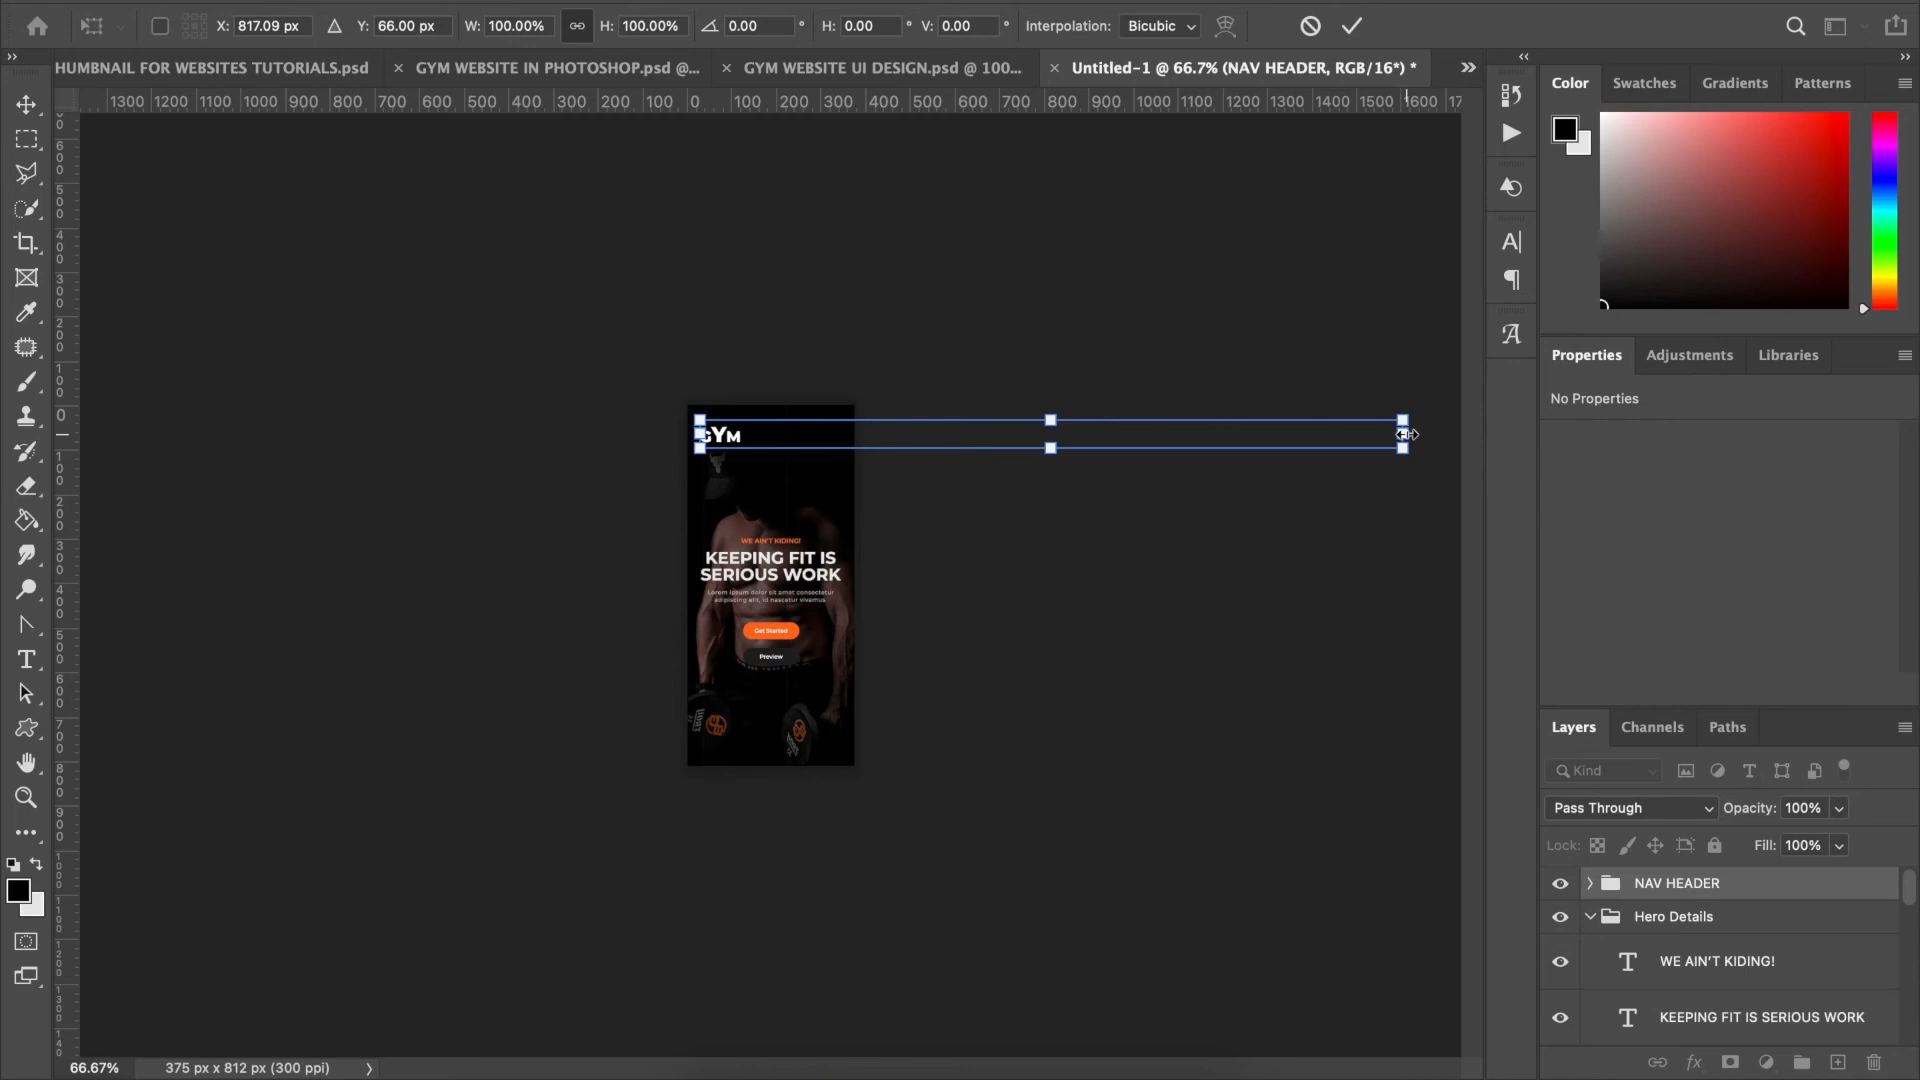 X: 817.09 px Y: 66.00 px W: 100.00% H: 100.00% 0.00 ° H: 0.00 ° V: 0.00 ° Interpolation: Bicubic
HUMBNAIL FOR WEBSITES TUTORIALS.psd × GYM WEBSITE IN PHOTOSHOP.psd @... × GYM WEBSITE UI DESIGN.psd @ 100... × Untitled-1 @ 66.7% (NAV HEADER, RGB/16*) *
1300 1200 1100 1000 900 800 700 600 500 400 300 200 100 0 100 200 300 400 500 600 700 800 900 1000 1100 1200 1300 1400 1500 1600 17
Color Swatches Gradients Patterns
Properties Adjustments Libraries
No Properties
GYM
WE AIN'T KIDING!
KEEPING FIT IS
SERIOUS WORK
Lorem ipsum dolor sit amet consectetur
adipiscing elit, id nascetur vivamus
Get Started
Preview
Layers Channels Paths
Kind
Pass Through Opacity: 100%
Lock: Fill: 100%
NAV HEADER
Hero Details
WE AIN'T KIDING!
KEEPING FIT IS SERIOUS WORK
66.67% 375 px x 812 px (300 ppi)